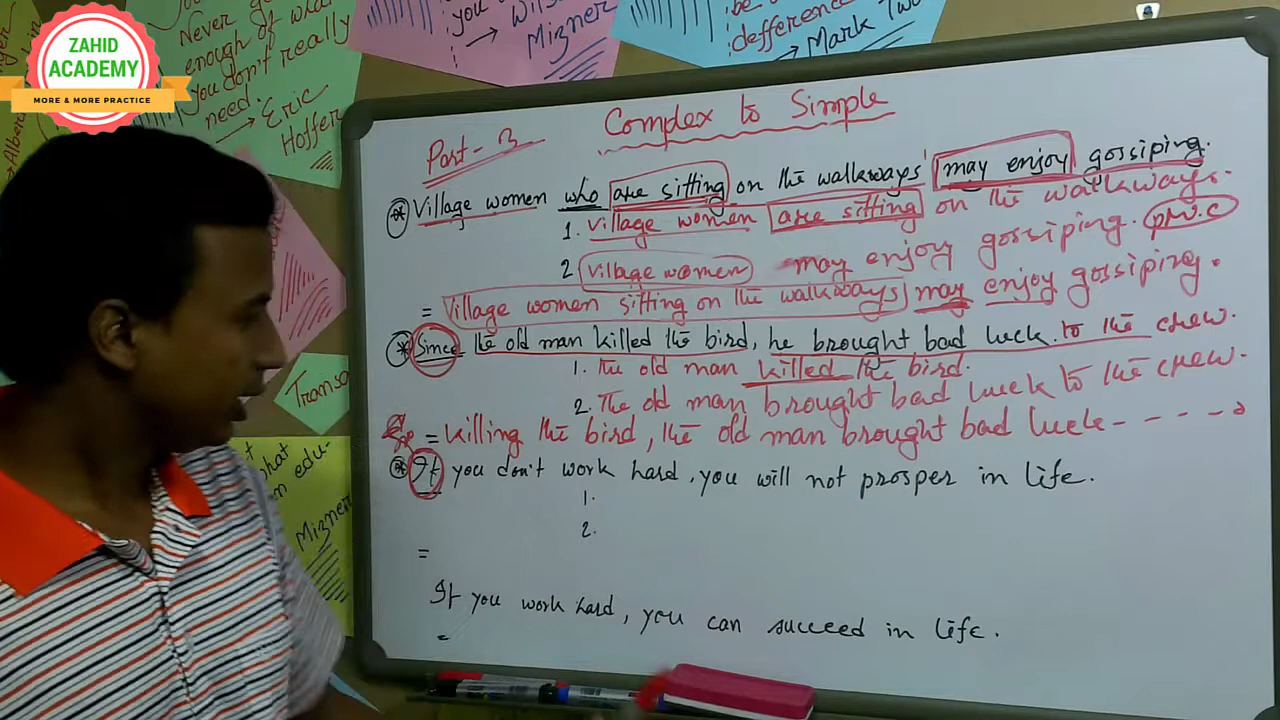 ZAHID
ACADEMY
MORE & MORE PRACTICE
Never
enough of what
you don't really
need.
→ Eric
Hoffer
you
→
Mizner
be
defference
→ Mark
Complex to Simple
Part-3
Village women who are sitting on the walkways' may enjoy gossiping.
1. Village women are sitting on the walkways.
2 Village women may enjoy gossiping. p.w.c
= Village women sitting on the walkways may enjoy gossiping.
Since the old man killed the bird, he brought bad luck to the crew.
1. The old man killed the bird.
2. The old man brought bad luck to the crew.
= Killing the bird, the old man brought bad luck - - - -
If you don't work hard, you will not prosper in life.
1.
2.
=
If you work hard, you can succeed in life.
=
Mizner